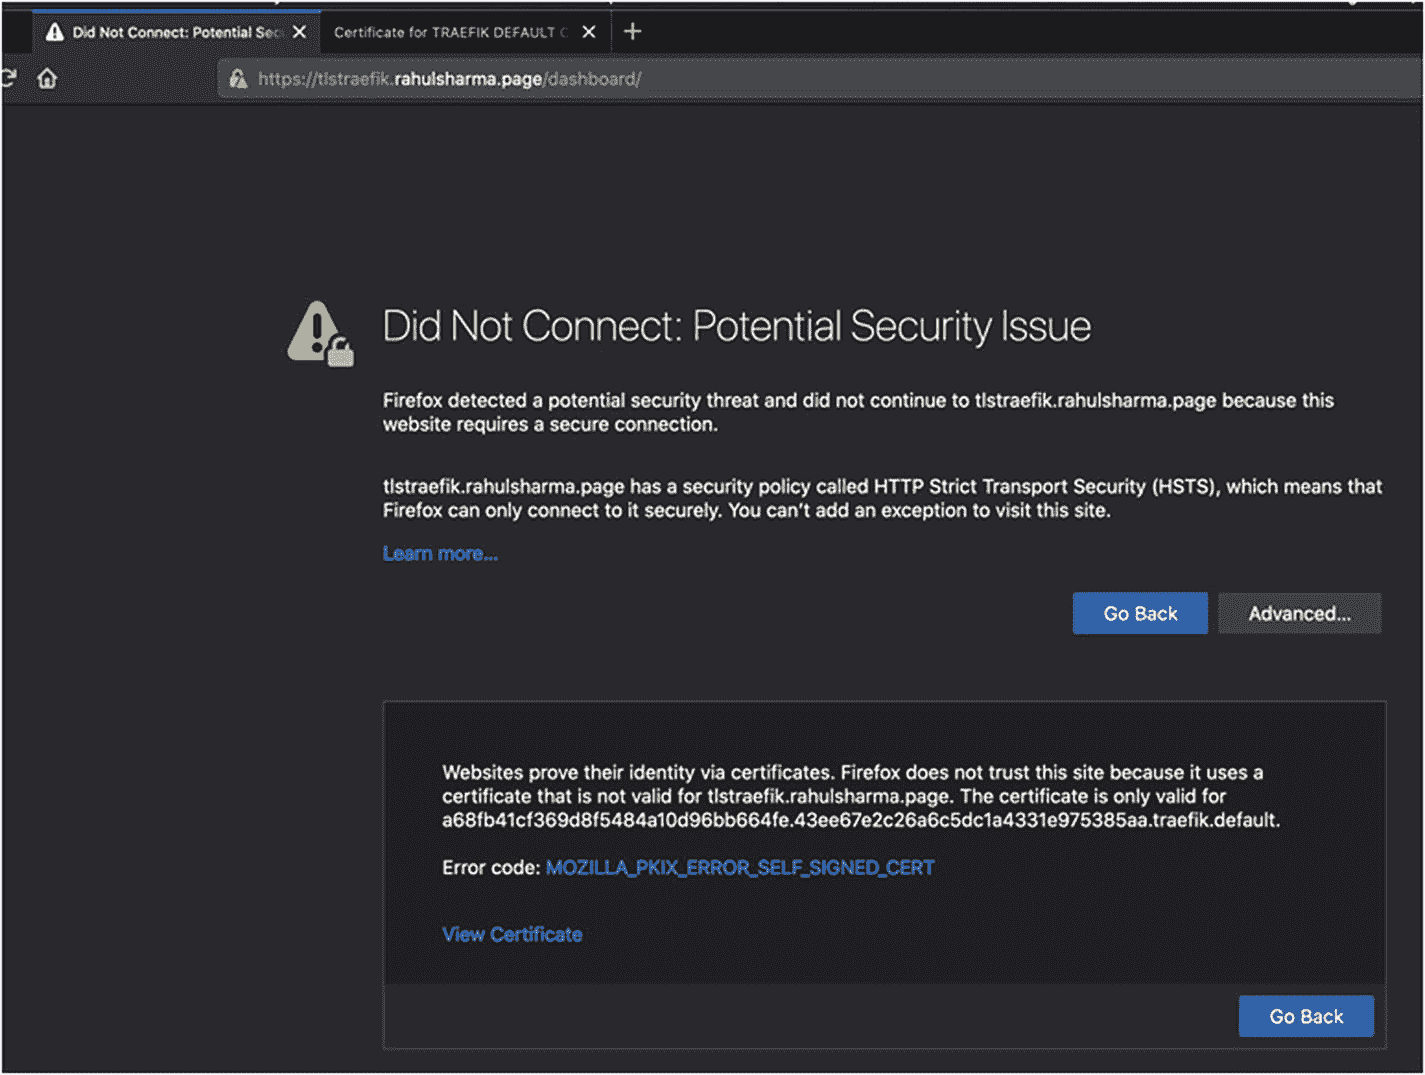 Did Not Connect: Potential Sec
Certificate for TRAEFIK DEFAULT C
https://tlstraefik.rahulsharma.page/dashboard/
Did Not Connect: Potential Security Issue
Firefox detected a potential security threat and did not continue to tlstraefik.rahulsharma.page because this
website requires a secure connection.
tlstraefik.rahulsharma.page has a security policy called HTTP Strict Transport Security (HSTS), which means that
Firefox can only connect to it securely. You can't add an exception to visit this site.
Learn more...
Go Back
Advanced...
Websites prove their identity via certificates. Firefox does not trust this site because it uses a
certificate that is not valid for tlstraefik.rahulsharma.page. The certificate is only valid for
a68fb41cf369d8f5484a10d96bb664fe.43ee67e2c26a6c5dc1a4331e975385aa.traefik.default.
Error code: MOZILLA_PKIX_ERROR_SELF_SIGNED_CERT
View Certificate
Go Back